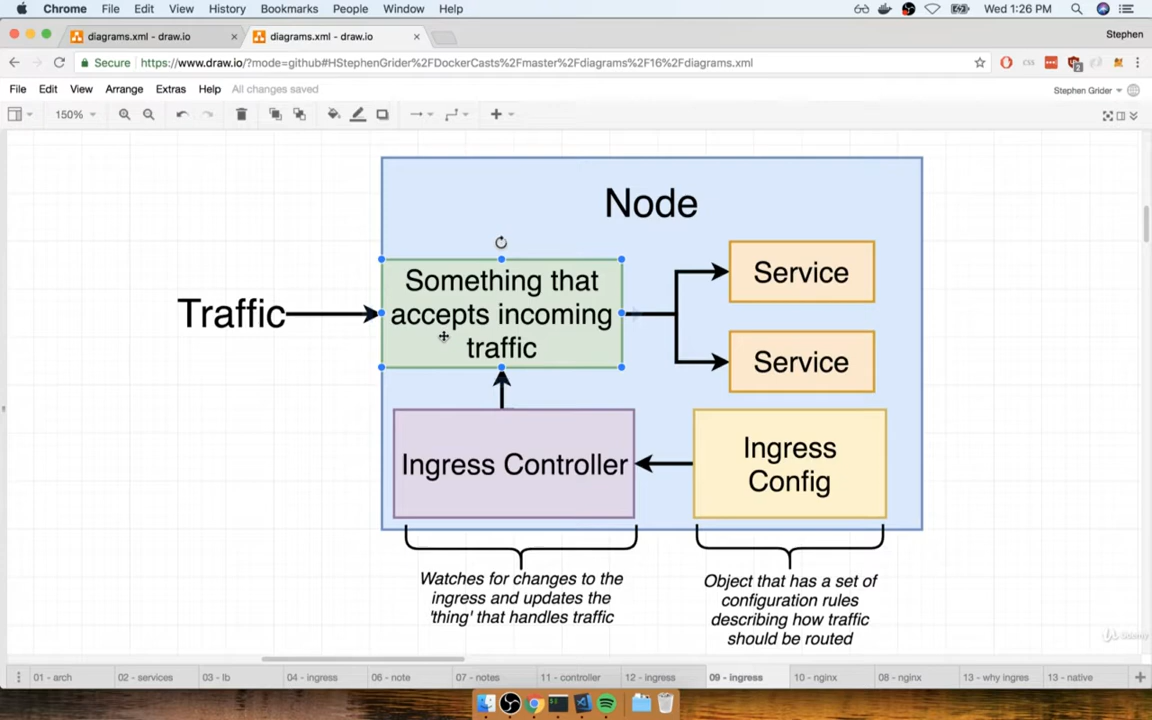 Chrome File Edit View History Bookmarks People Window Help
Wed 1:26 PM
diagrams.xml - draw.io
diagrams.xml - draw.io
Stephen
Secure https://www.draw.io/?mode=github#HStephenGrider%2FDockerCasts%2Fmaster%2Fdiagrams%2F16%2Fdiagrams.xml
File Edit View Arrange Extras Help All changes saved
Stephen Grider
150%
Node
Something that
accepts incoming
traffic
Traffic
Service
Service
Ingress Controller
Ingress
Config
Watches for changes to the
ingress and updates the
'thing' that handles traffic
Object that has a set of
configuration rules
describing how traffic
should be routed
Udemy
01 - arch 02 - services 03 - lb 04 - ingress 06 - note 07 - notes 11 - controller 12 - ingress 09 - ingress 10 - nginx 08 - nginx 13 - why ingres 13 - native